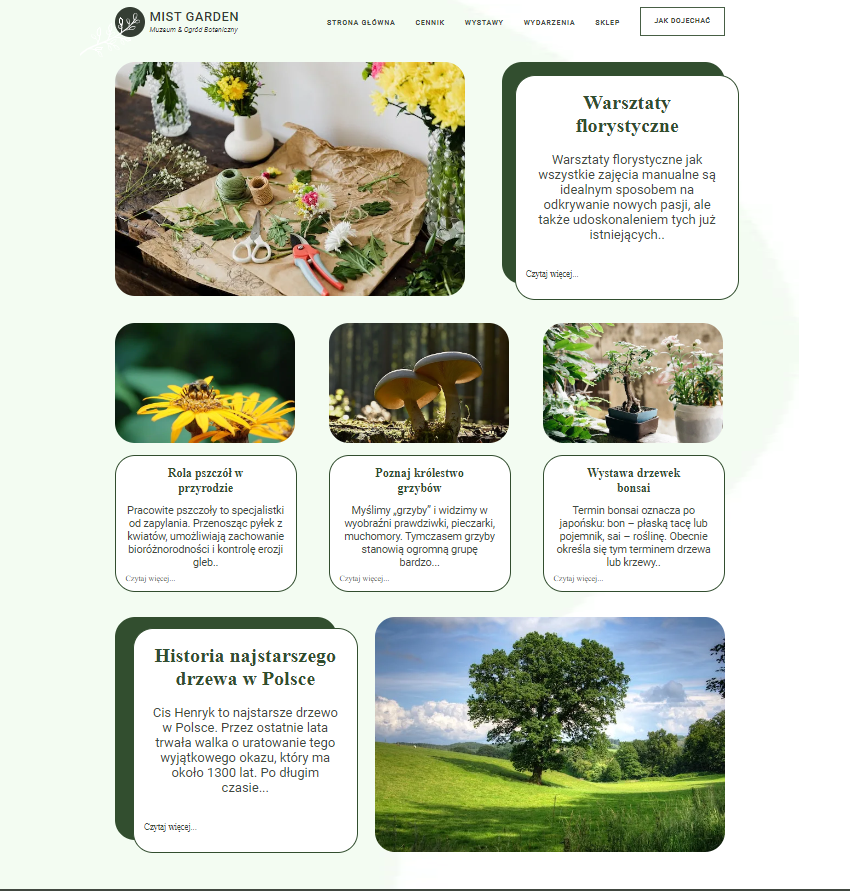 MIST GARDEN
Muzeum & Ogród Botaniczny
STRONA GŁÓWNA CENNIK WYSTAWY WYDARZENIA SKLEP JAK DOJECHAĆ
Warsztaty
florystyczne
Warsztaty florystyczne jak
wszystkie zajęcia manualne są
idealnym sposobem na
odkrywanie nowych pasji, ale
także udoskonaleniem tych już
istniejących..
Czytaj więcej...
Rola pszczół w
przyrodzie
Pracowite pszczoły to specjalistki
od zapylania. Przenosząc pyłek z
kwiatów, umożliwiają zachowanie
bioróżnorodności i kontrolę erozji
gleb..
Czytaj więcej...
Poznaj królestwo
grzybów
Myślimy „grzyby” i widzimy w
wyobraźni prawdziwki, pieczarki,
muchomory. Tymczasem grzyby
stanowią ogromną grupę
bardzo...
Czytaj więcej...
Wystawa drzewek
bonsai
Termin bonsai oznacza po
japońsku: bon – płaską tacę lub
pojemnik, sai – roślinę. Obecnie
określa się tym terminem drzewa
lub krzewy..
Czytaj więcej...
Historia najstarszego
drzewa w Polsce
Cis Henryk to najstarsze drzewo
w Polsce. Przez ostatnie lata
trwała walka o uratowanie tego
wyjątkowego okazu, który ma
około 1300 lat. Po długim
czasie...
Czytaj więcej...